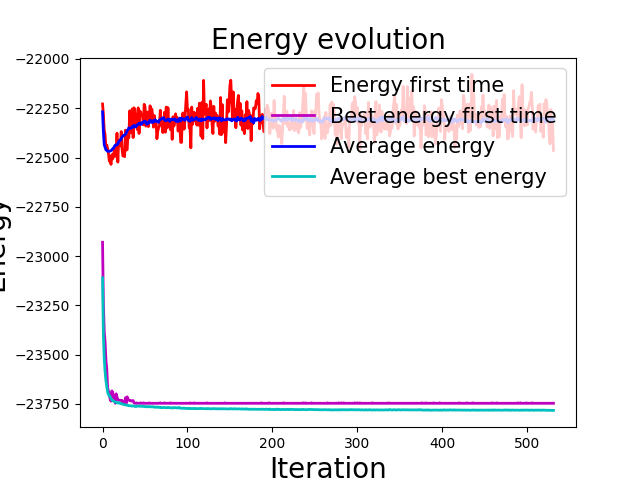 Energy evolution
−22000
−22250
−22500
−22750
−23000
−23250
−23500
−23750
Energy
0
100
200
300
400
500
Iteration
Energy first time
Best energy first time
Average energy
Average best energy